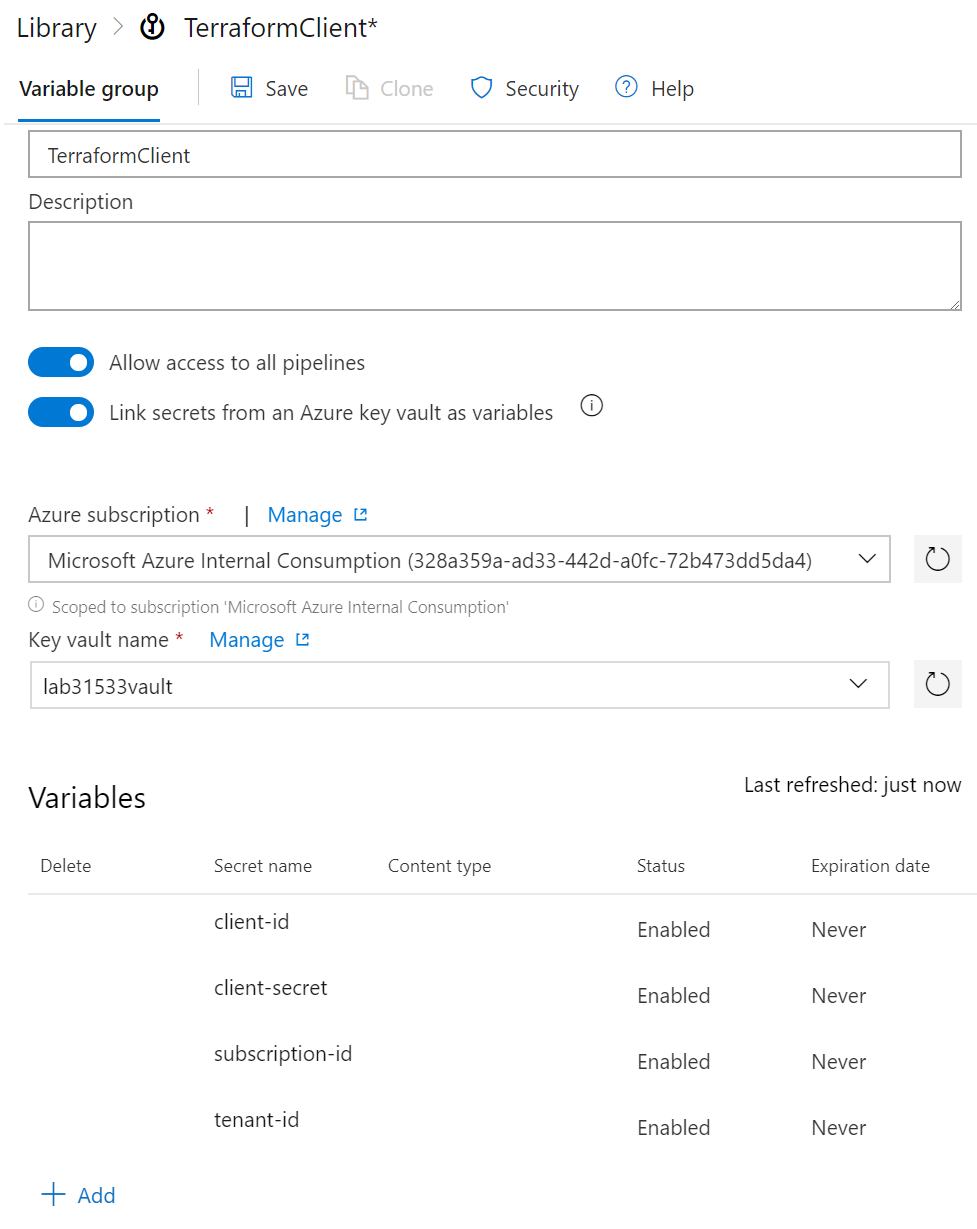 Library > TerraformClient*
Variable group Save Clone Security Help
TerraformClient
Description
Allow access to all pipelines
Link secrets from an Azure key vault as variables
Azure subscription * | Manage
Microsoft Azure Internal Consumption (328a359a-ad33-442d-a0fc-72b473dd5da4)
Scoped to subscription 'Microsoft Azure Internal Consumption'
Key vault name * Manage
lab31533vault
Variables Last refreshed: just now
Delete Secret name Content type Status Expiration date
client-id Enabled Never
client-secret Enabled Never
subscription-id Enabled Never
tenant-id Enabled Never
+ Add